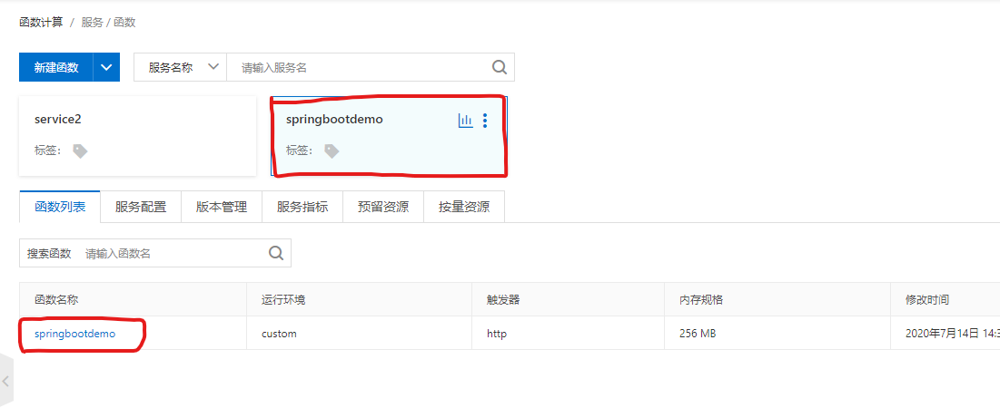 函数计算 / 服务 / 函数
新建函数 服务名称 请输入服务名
service2 springbootdemo
标签： 标签：
函数列表 服务配置 版本管理 服务指标 预留资源 按量资源
搜索函数 请输入函数名
函数名称 运行环境 触发器 内存规格 修改时间
springbootdemo custom http 256 MB 2020年7月14日 14:3